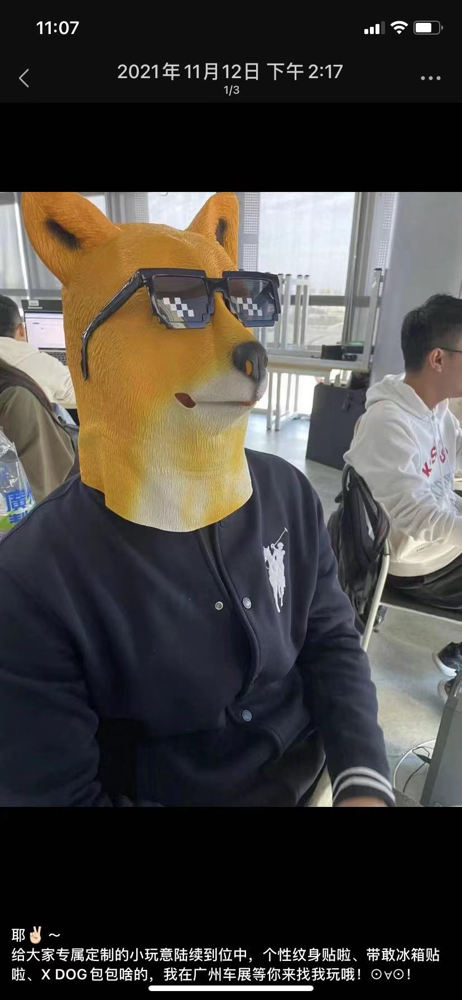 11:07
2021年11月12日 下午2:17
1/3
廣
耶✌🏻～
给大家专属定制的小玩意陆续到位中，个性纹身贴啦、带敢冰箱贴
啦、X DOG包包啥的，我在广州车展等你来找我玩哦！⊙∀⊙！